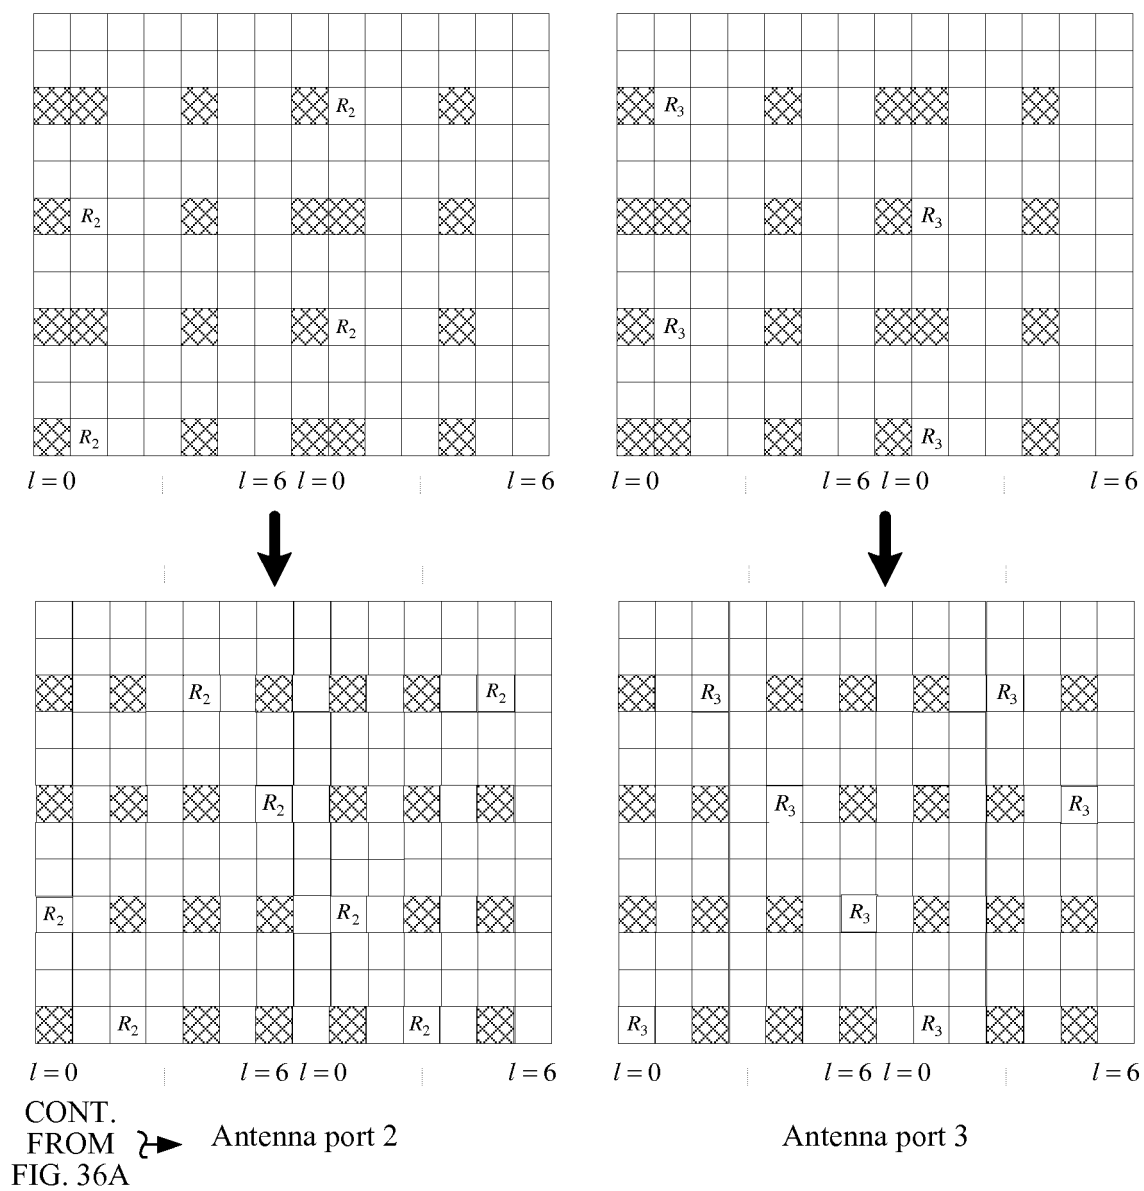 R2 R3
R2 R3
R2 R3
R2 R3
l = 0 l = 6 l = 0 l = 6 l = 0 l = 6 l = 0 l = 6
R2 R2 R3 R3
R2 R3 R3
R2 R2 R3
R2 R2 R3 R3
l = 0 l = 6 l = 0 l = 6 l = 0 l = 6 l = 0 l = 6
CONT.
FROM
FIG. 36A
Antenna port 2 Antenna port 3